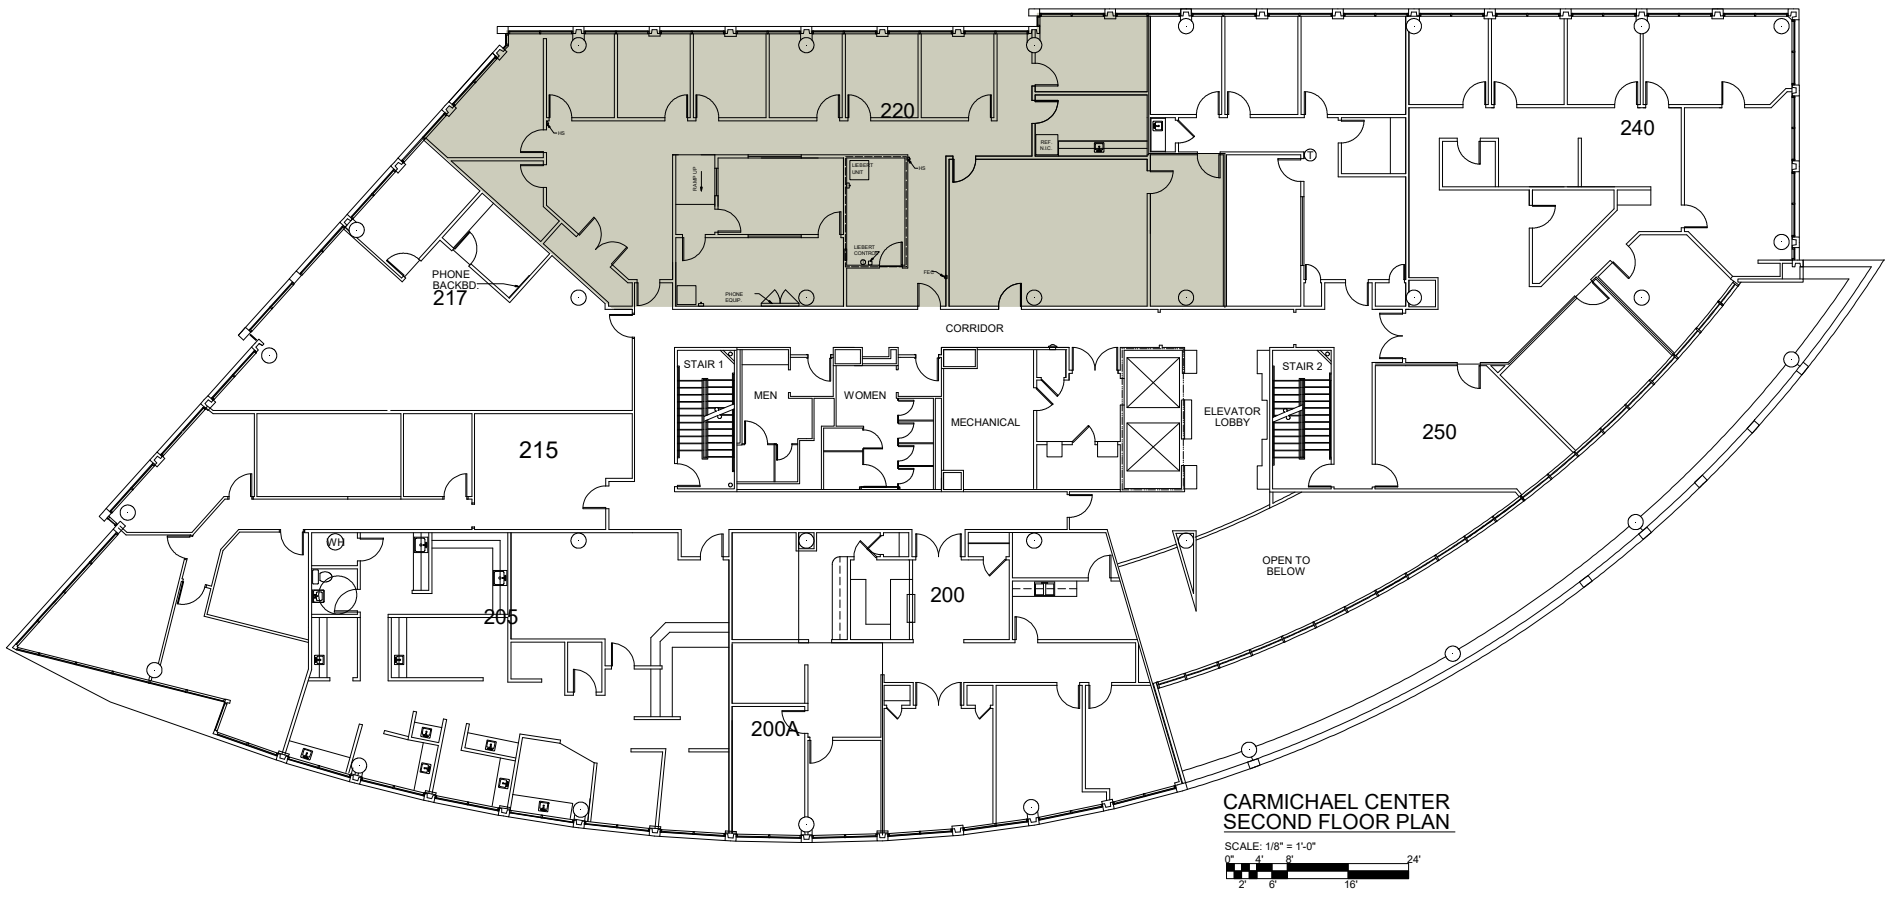 220
240
HS
REF.
N.I.C.
T
RAMP UP
LIEBERT
UNIT
HS
LIEBERT
CONTROL
PHONE
BACKBD.
217
FEC
PHONE
EQUIP.
CORRIDOR
STAIR 1
MEN
WOMEN
MECHANICAL
ELEVATOR
LOBBY
STAIR 2
215
250
WH
OPEN TO
BELOW
200
205
200A
CARMICHAEL CENTER
SECOND FLOOR PLAN
SCALE: 1/8" = 1'-0"
0" 4' 8' 24'
2' 6' 16'